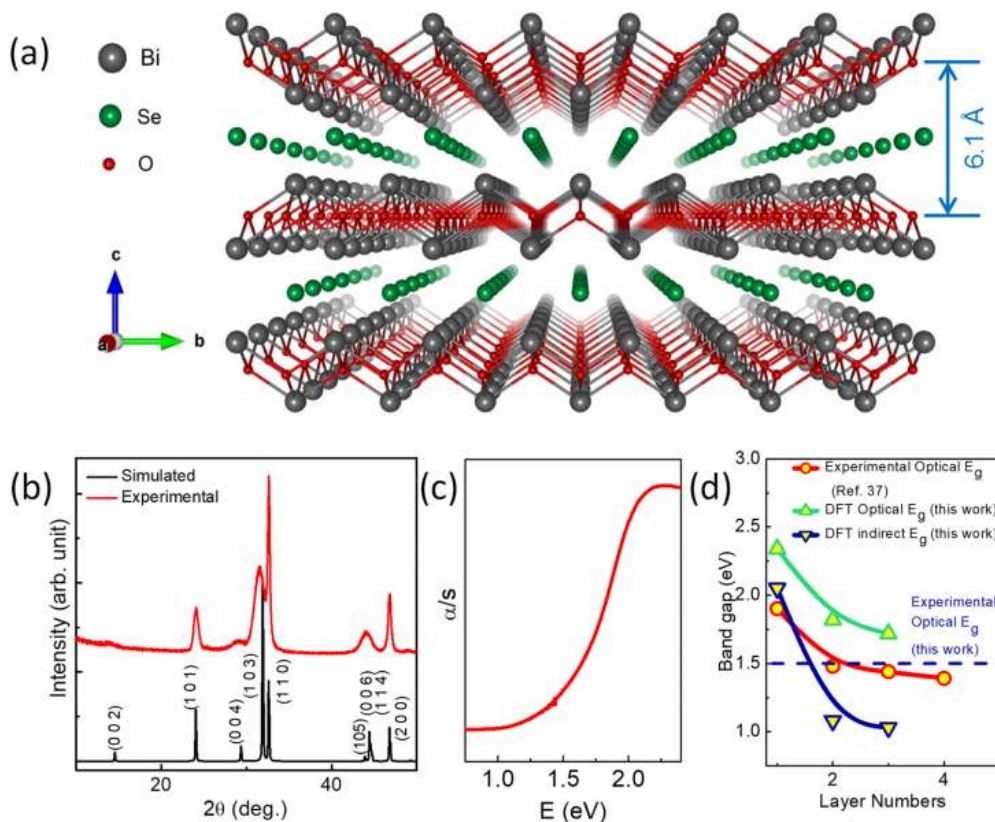 (a)
Bi
Se
O
6.1 Å
c
a
b
(b)
Simulated
Experimental
Intensity (arb. unit)
(0 0 2)
(1 0 1)
(0 0 4)
(1 0 3)
(1 1 0)
(105)
(0 0 6)
(1 1 4)
(2 0 0)
20
40
2θ (deg.)
(c)
α/s
1.0
1.5
2.0
E (eV)
(d)
3.0
2.5
2.0
1.5
1.0
Band gap (eV)
Experimental Optical Eg
(Ref. 37)
DFT Optical Eg (this work)
DFT indirect Eg (this work)
Experimental
Optical Eg
(this work)
2
4
Layer Numbers